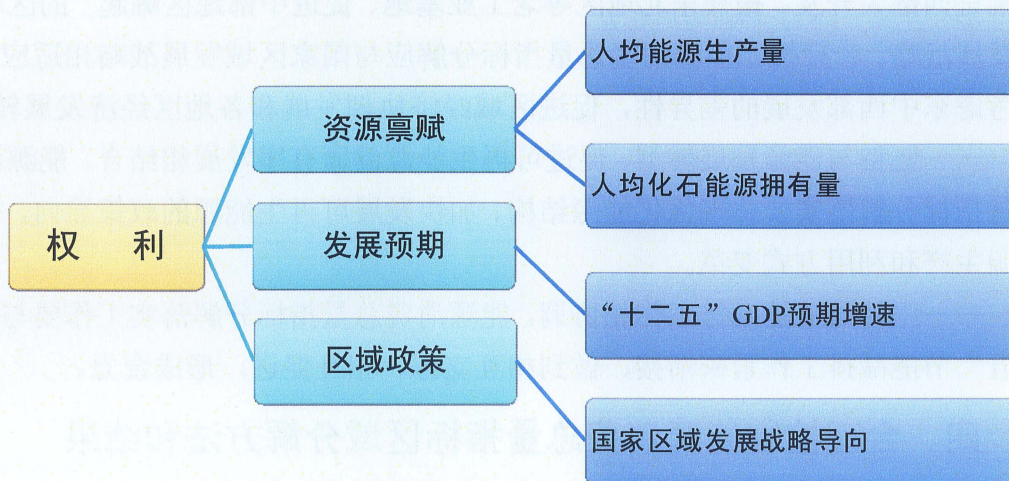 权 利
资源禀赋
发展预期
区域政策
人均能源生产量
人均化石能源拥有量
“十二五”GDP预期增速
国家区域发展战略导向